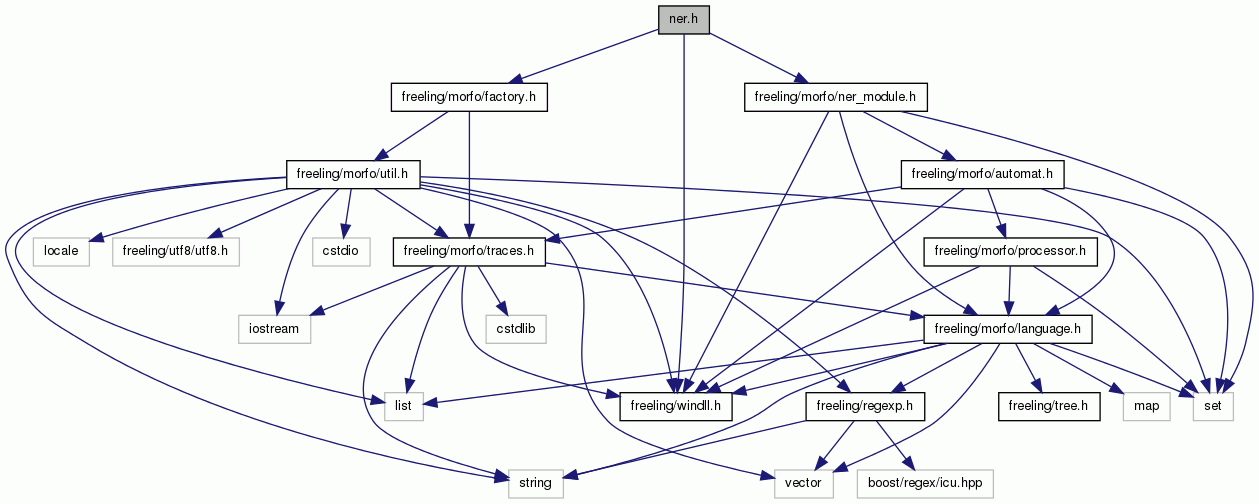 ner.h
freeling/morfo/factory.h
freeling/morfo/ner_module.h
freeling/morfo/util.h
freeling/morfo/automat.h
locale
freeling/utf8/utf8.h
cstdio
freeling/morfo/traces.h
freeling/morfo/processor.h
iostream
cstdlib
freeling/morfo/language.h
list
freeling/windll.h
freeling/regexp.h
freeling/tree.h
map
set
string
vector
boost/regex/icu.hpp